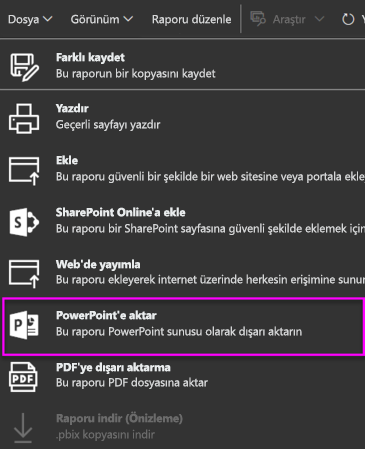 Dosya Görünüm Raporu düzenle Araştır
Farklı kaydet
Bu raporun bir kopyasını kaydet
Yazdır
Geçerli sayfayı yazdır
Ekle
Bu raporu güvenli bir şekilde bir web sitesine veya portala ekle
SharePoint Online'a ekle
Bu raporu bir SharePoint sayfasına güvenli şekilde eklemek için
Web'de yayımla
Bu raporu ekleyerek internet üzerinde herkesin erişimine sunun
PowerPoint'e aktar
Bu raporu PowerPoint sunusu olarak dışarı aktarın
PDF'ye dışarı aktarma
Bu raporu PDF dosyasına aktar
Raporu indir (Önizleme)
.pbix kopyasını indir